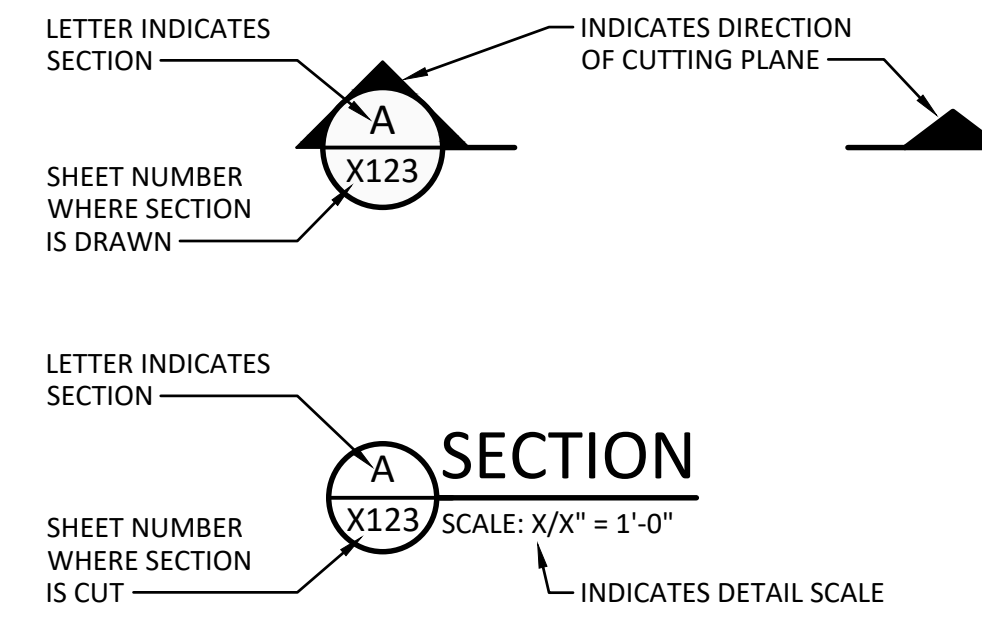 LETTER INDICATES
SECTION
INDICATES DIRECTION
OF CUTTING PLANE
A
X123
SHEET NUMBER
WHERE SECTION
IS DRAWN
LETTER INDICATES
SECTION
A
SECTION
X123
SCALE: X/X" = 1'-0"
SHEET NUMBER
WHERE SECTION
IS CUT
INDICATES DETAIL SCALE